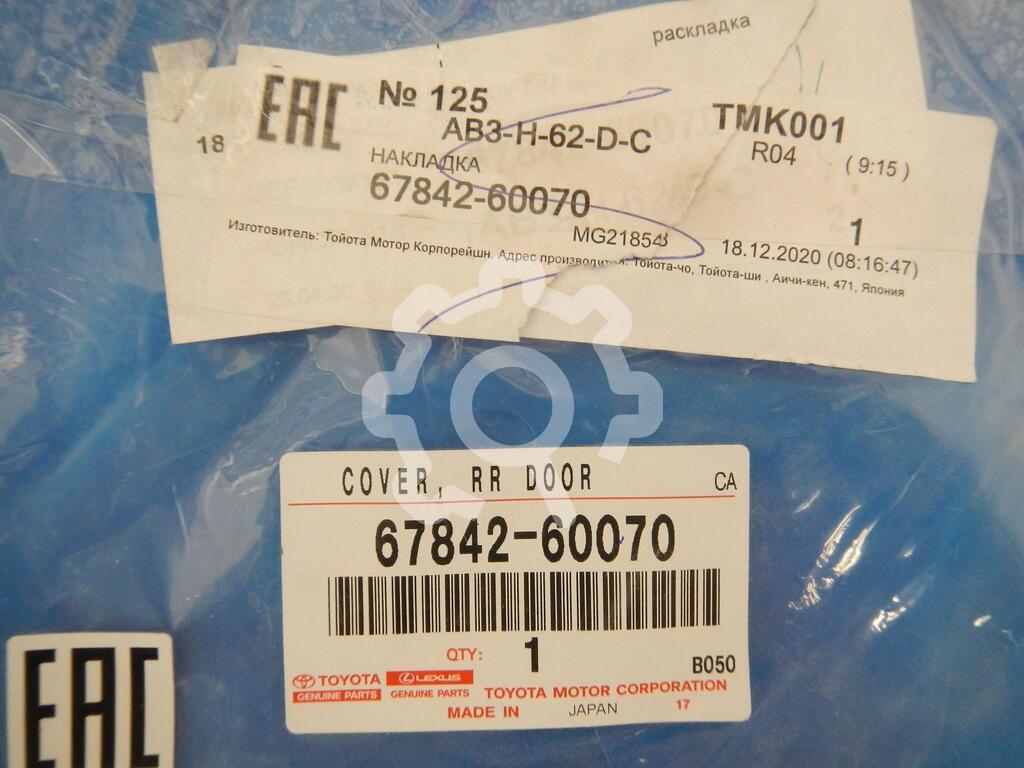 раскладка
EAC
№ 125
TMK001
18
AB3-H-62-D-C
R04
( 9:15 )
НАКЛАДКА
67842-60070
1
MG21854
18.12.2020 (08:16:47)
Изготовитель: Тойота Мотор Корпорейшн. Адрес производителя: Тойота-чо, Тойота-ши , Аичи-кен, 471, Япония
COVER, RR DOOR
CA
67842-60070
QTY:
1
B050
TOYOTA
LEXUS
GENUINE PARTS
GENUINE PARTS
TOYOTA MOTOR CORPORATION
MADE IN
JAPAN
17
EAC